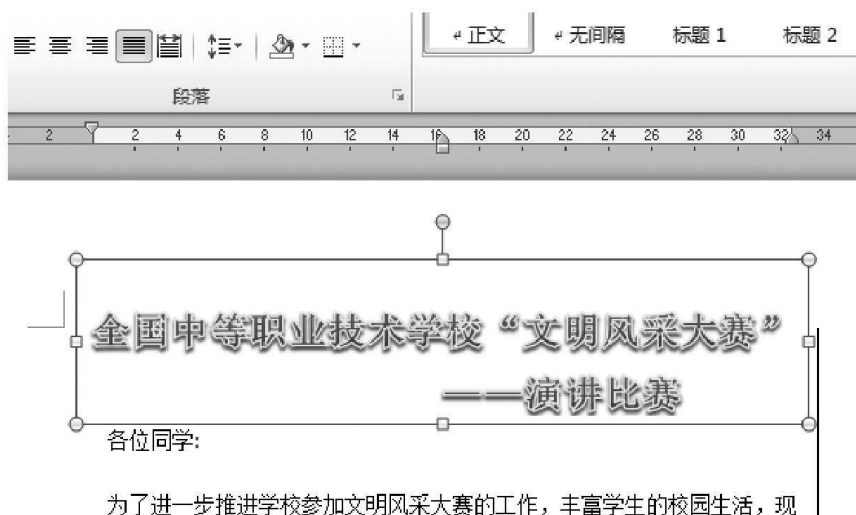 正文 无间隔 标题 1 标题 2
段落
2 2 4 6 8 10 12 14 16 18 20 22 24 26 28 30 32 34
全国中等职业技术学校“文明风采大赛”
——演讲比赛
各位同学:
为了进一步推进学校参加文明风采大赛的工作，丰富学生的校园生活，现